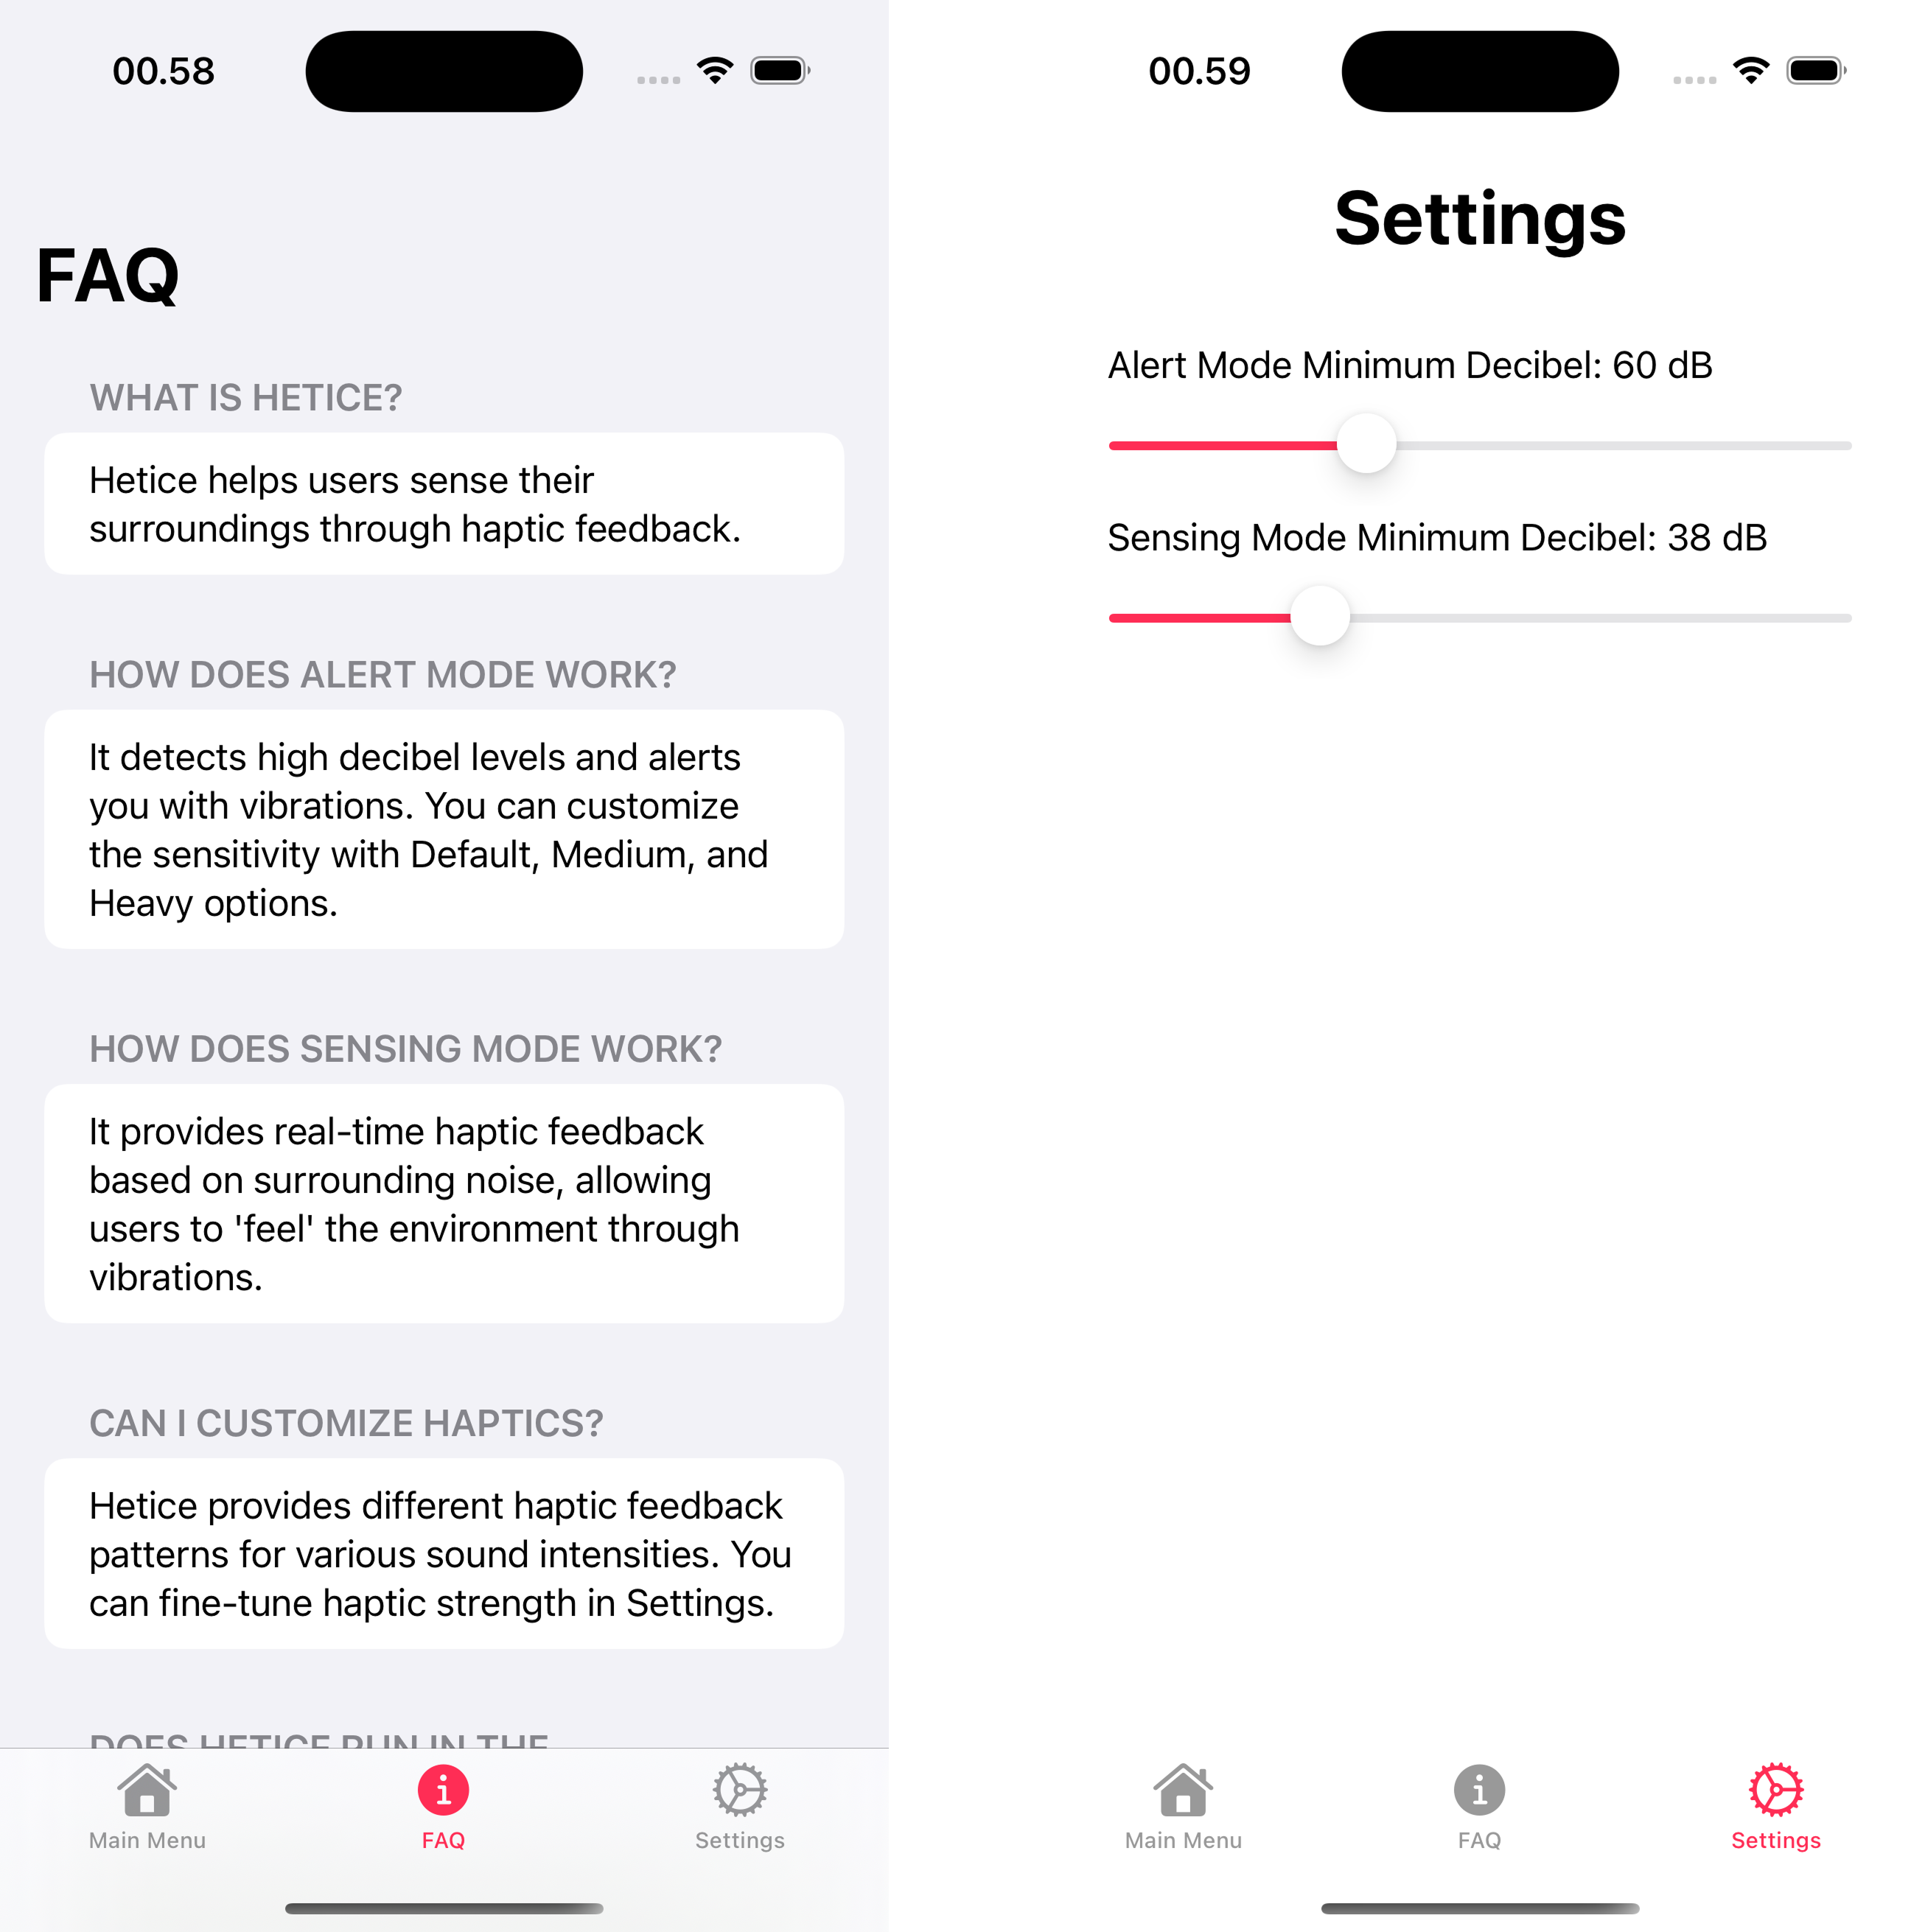 00.58
FAQ
WHAT IS HETICE?
Hetice helps users sense their
surroundings through haptic feedback.
HOW DOES ALERT MODE WORK?
It detects high decibel levels and alerts
you with vibrations. You can customize
the sensitivity with Default, Medium, and
Heavy options.
HOW DOES SENSING MODE WORK?
It provides real-time haptic feedback
based on surrounding noise, allowing
users to 'feel' the environment through
vibrations.
CAN I CUSTOMIZE HAPTICS?
Hetice provides different haptic feedback
patterns for various sound intensities. You
can fine-tune haptic strength in Settings.
DOES HETICE RUN IN THE
Main Menu
FAQ
Settings
00.59
Settings
Alert Mode Minimum Decibel: 60 dB
Sensing Mode Minimum Decibel: 38 dB
Main Menu
FAQ
Settings